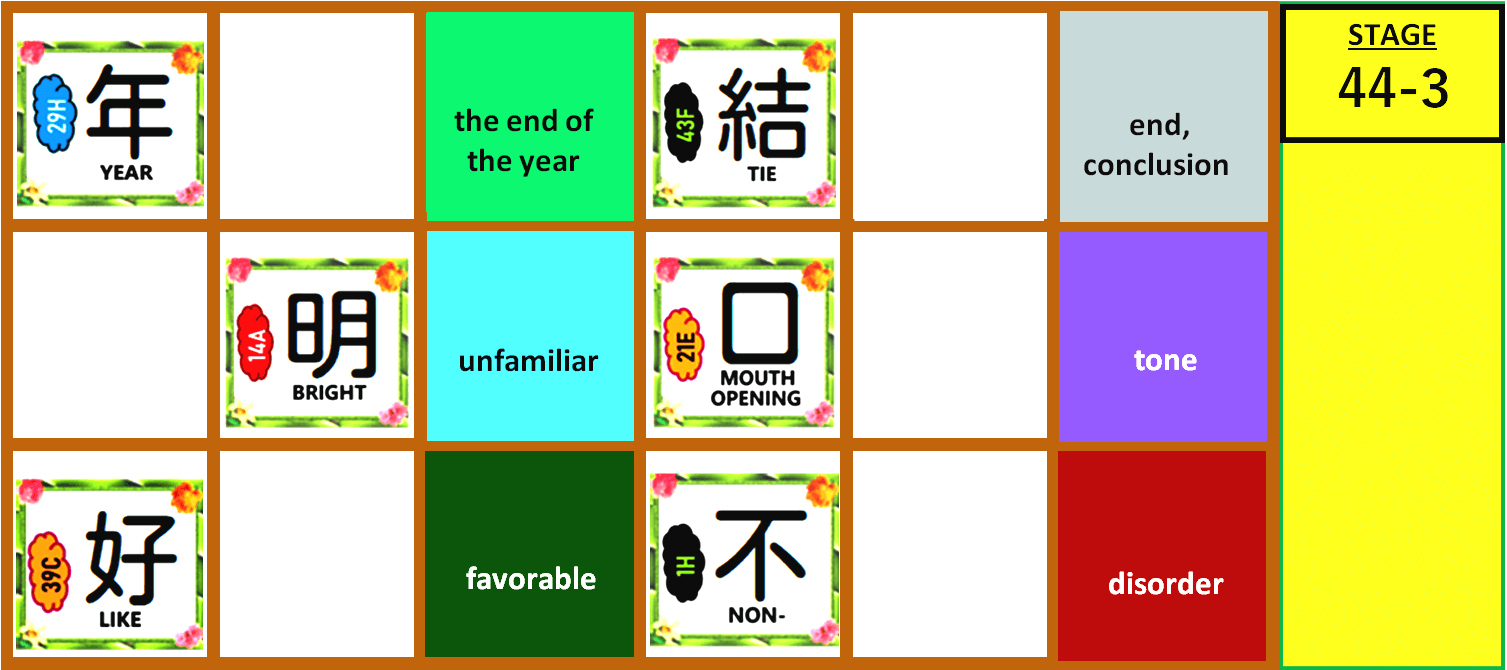 29H
年
YEAR
the end of
the year
43F
結
TIE
end,
conclusion
STAGE
44-3
14A
明
BRIGHT
unfamiliar
21E
口
MOUTH
OPENING
tone
39C
好
LIKE
favorable
1H
不
NON-
disorder